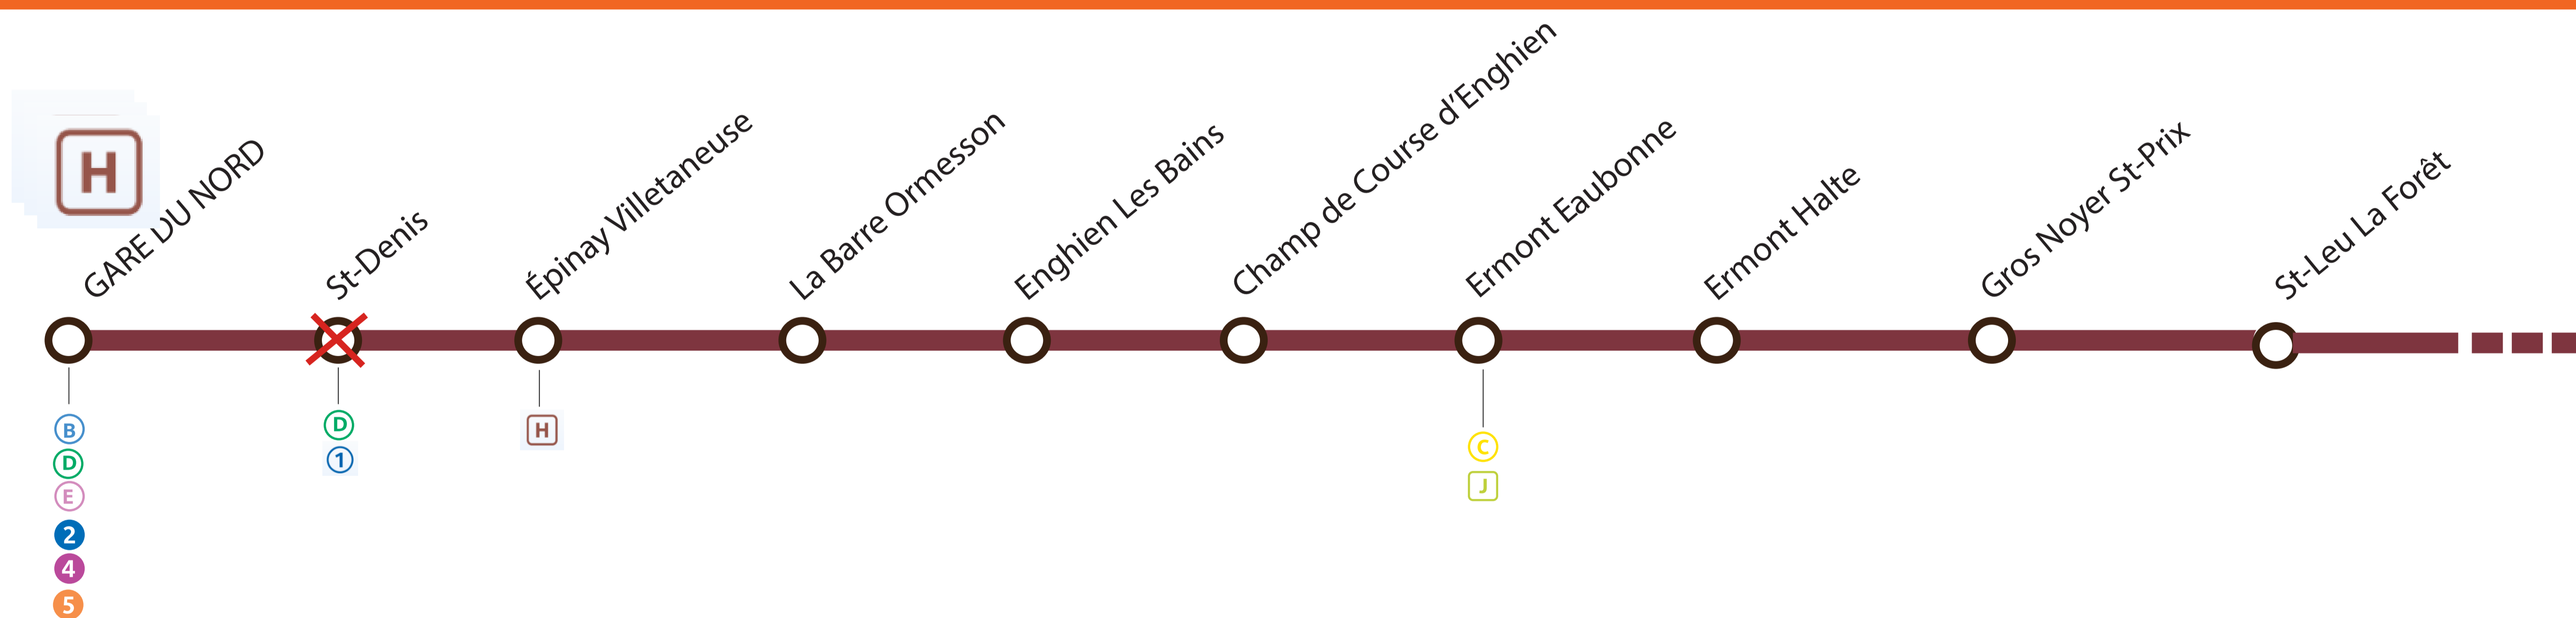 H
GARE DU NORD
St-Denis
Épinay Villetaneuse
La Barre Ormesson
Enghien Les Bains
Champ de Course d’Enghien
Ermont Eaubonne
Ermont Halte
Gros Noyer St-Prix
St-Leu La Forêt
B
D
E
2
4
5
D
1
H
C
J